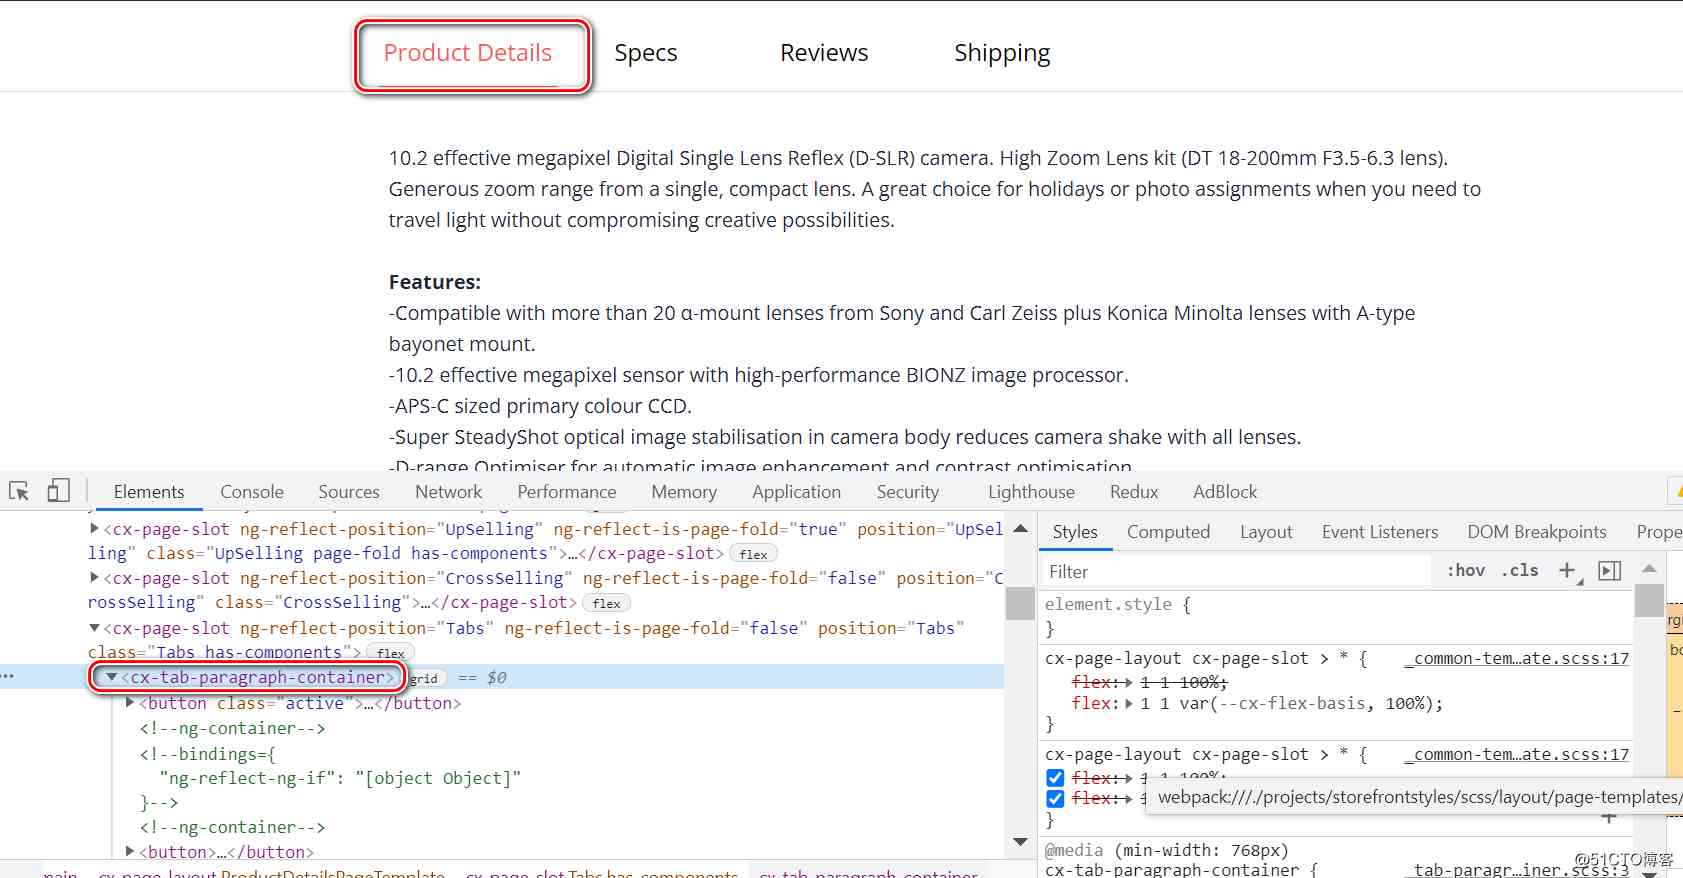 Product Details Specs Reviews Shipping
10.2 effective megapixel Digital Single Lens Reflex (D-SLR) camera. High Zoom Lens kit (DT 18-200mm F3.5-6.3 lens).
Generous zoom range from a single, compact lens. A great choice for holidays or photo assignments when you need to
travel light without compromising creative possibilities.
Features:
-Compatible with more than 20 α-mount lenses from Sony and Carl Zeiss plus Konica Minolta lenses with A-type
bayonet mount.
-10.2 effective megapixel sensor with high-performance BIONZ image processor.
-APS-C sized primary colour CCD.
-Super SteadyShot optical image stabilisation in camera body reduces camera shake with all lenses.
-D-range Optimiser for automatic image enhancement and contrast optimisation
Elements Console Sources Network Performance Memory Application Security Lighthouse Redux AdBlock
<cx-page-slot ng-reflect-position="UpSelling" ng-reflect-is-page-fold="true" position="UpSel
ling" class="UpSelling page-fold has-components">…</cx-page-slot> flex
<cx-page-slot ng-reflect-position="CrossSelling" ng-reflect-is-page-fold="false" position="C
rossSelling" class="CrossSelling">…</cx-page-slot> flex
<cx-page-slot ng-reflect-position="Tabs" ng-reflect-is-page-fold="false" position="Tabs"
class="Tabs has-components"> flex
<cx-tab-paragraph-container> grid == $0
<button class="active">…</button>
<!--ng-container-->
<!--bindings={
"ng-reflect-ng-if": "[object Object]"
}-->
<!--ng-container-->
<button>…</button>
main cx-page-layout.ProductDetailsPageTemplate cx-page-slot.Tabs.has-components cx-tab-paragraph-container
Styles Computed Layout Event Listeners DOM Breakpoints Prope
Filter :hov .cls +
element.style {
}
cx-page-layout cx-page-slot > * { _common-tem…ate.scss:17
flex: 1 1 100%;
flex: 1 1 var(--cx-flex-basis, 100%);
}
cx-page-layout cx-page-slot > * { _common-tem…ate.scss:17
flex: 1 1 100%;
flex: 1
webpack:///./projects/storefrontstyles/scss/layout/page-templates/
}
@media (min-width: 768px)
cx-tab-paragraph-container { _tab-paragr…iner.scss:3
@51CTO博客